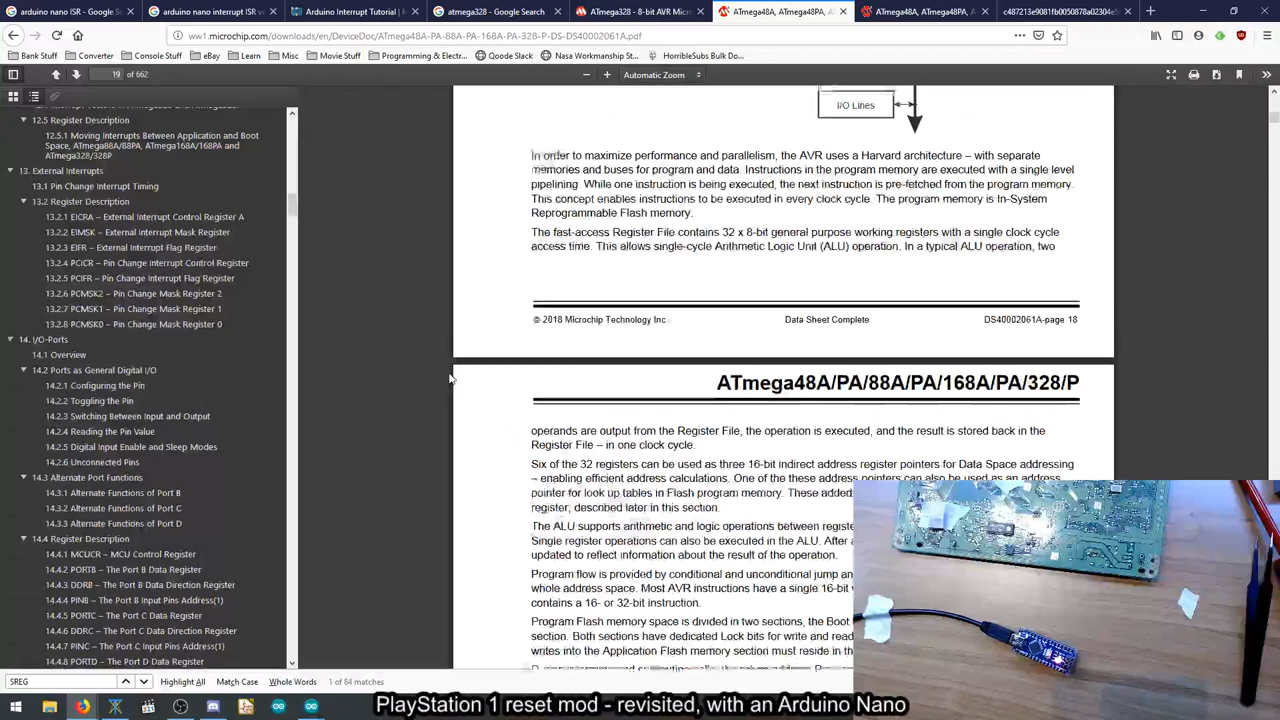 arduino nano ISR - Google S
arduino nano interrupt ISR v
Arduino Interrupt Tutorial |
atmega328 - Google Search
ATmega328 - 8-bit AVR Mic
ATmega48A, ATmega48PA, AT
ATmega48A, ATmega48PA, AT
c487213e9081fb0050878a02304e5
ww1.microchip.com/downloads/en/DeviceDoc/ATmega48A-PA-88A-PA-168A-PA-328-P-DS-DS40002061A.pdf
Bank Stuff Converter Console Stuff eBay Learn Misc Movie Stuff Programming & Electr... Qoode Slack Nasa Workmanship St... HorribleSubs Bulk Do...
19 of 662
Automatic Zoom
12.5 Register Description
12.5.1 Moving Interrupts Between Application and Boot
Space, ATmega88A/88PA, ATmega168A/168PA and
ATmega328/328P
13. External Interrupts
13.1 Pin Change Interrupt Timing
13.2 Register Description
13.2.1 EICRA – External Interrupt Control Register A
13.2.2 EIMSK – External Interrupt Mask Register
13.2.3 EIFR – External Interrupt Flag Register
13.2.4 PCICR – Pin Change Interrupt Control Register
13.2.5 PCIFR – Pin Change Interrupt Flag Register
13.2.6 PCMSK2 – Pin Change Mask Register 2
13.2.7 PCMSK1 – Pin Change Mask Register 1
13.2.8 PCMSK0 – Pin Change Mask Register 0
14. I/O-Ports
14.1 Overview
14.2 Ports as General Digital I/O
14.2.1 Configuring the Pin
14.2.2 Toggling the Pin
14.2.3 Switching Between Input and Output
14.2.4 Reading the Pin Value
14.2.5 Digital Input Enable and Sleep Modes
14.2.6 Unconnected Pins
14.3 Alternate Port Functions
14.3.1 Alternate Functions of Port B
14.3.2 Alternate Functions of Port C
14.3.3 Alternate Functions of Port D
14.4 Register Description
14.4.1 MCUCR – MCU Control Register
14.4.2 PORTB – The Port B Data Register
14.4.3 DDRB – The Port B Data Direction Register
14.4.4 PINB – The Port B Input Pins Address(1)
14.4.5 PORTC – The Port C Data Register
14.4.6 DDRC – The Port C Data Direction Register
14.4.7 PINC – The Port C Input Pins Address(1)
14.4.8 PORTD – The Port D Data Register
I/O Lines
In order to maximize performance and parallelism, the AVR uses a Harvard architecture – with separate
memories and buses for program and data. Instructions in the program memory are executed with a single level
pipelining. While one instruction is being executed, the next instruction is pre-fetched from the program memory.
This concept enables instructions to be executed in every clock cycle. The program memory is In-System
Reprogrammable Flash memory.
The fast-access Register File contains 32 x 8-bit general purpose working registers with a single clock cycle
access time. This allows single-cycle Arithmetic Logic Unit (ALU) operation. In a typical ALU operation, two
© 2018 Microchip Technology Inc Data Sheet Complete DS40002061A-page 18
ATmega48A/PA/88A/PA/168A/PA/328/P
operands are output from the Register File, the operation is executed, and the result is stored back in the
Register File – in one clock cycle.
Six of the 32 registers can be used as three 16-bit indirect address register pointers for Data Space addressing
– enabling efficient address calculations. One of the these address pointers can also be used as an address
pointer for look up tables in Flash program memory. These added
register, described later in this section.
The ALU supports arithmetic and logic operations between registe
Single register operations can also be executed in the ALU. After a
updated to reflect information about the result of the operation.
Program flow is provided by conditional and unconditional jump an
whole address space. Most AVR instructions have a single 16-bit
contains a 16- or 32-bit instruction.
Program Flash memory space is divided in two sections, the Boot
section. Both sections have dedicated Lock bits for write and read
writes into the Application Flash memory section must reside in th
SREG
Highlight All Match Case Whole Words 1 of 84 matches
PlayStation 1 reset mod - revisited, with an Arduino Nano